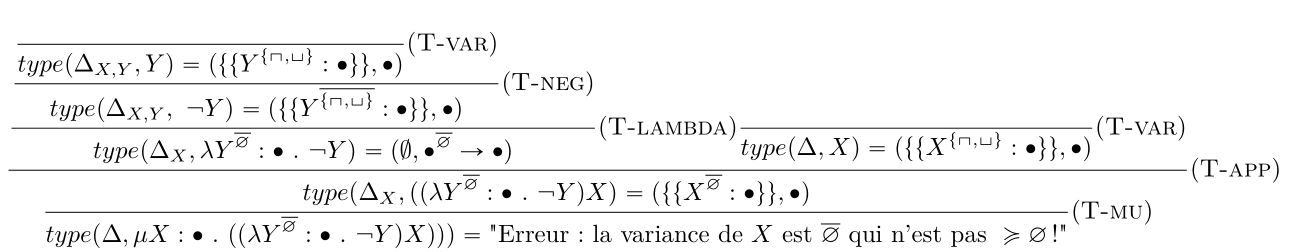 (T-VAR)
type(Δ_{X,Y}, Y) = ({{Y^{{⊓,⊔}} : •}}, •)
(T-NEG)
type(Δ_{X,Y}, ¬Y) = ({{Y^{\overline{{⊓,⊔}}} : •}}, •)
(T-LAMBDA) (T-VAR)
type(Δ_X, λY^{\overline{∅}} : • . ¬Y) = (∅, •^{\overline{∅}} → •) type(Δ, X) = ({{X^{{⊓,⊔}} : •}}, •)
(T-APP)
type(Δ_X, ((λY^{\overline{∅}} : • . ¬Y)X) = ({{X^{\overline{∅}} : •}}, •)
(T-MU)
type(Δ, μX : • . ((λY^{\overline{∅}} : • . ¬Y)X))) = "Erreur : la variance de X est \overline{∅} qui n'est pas ≽ ∅ !"